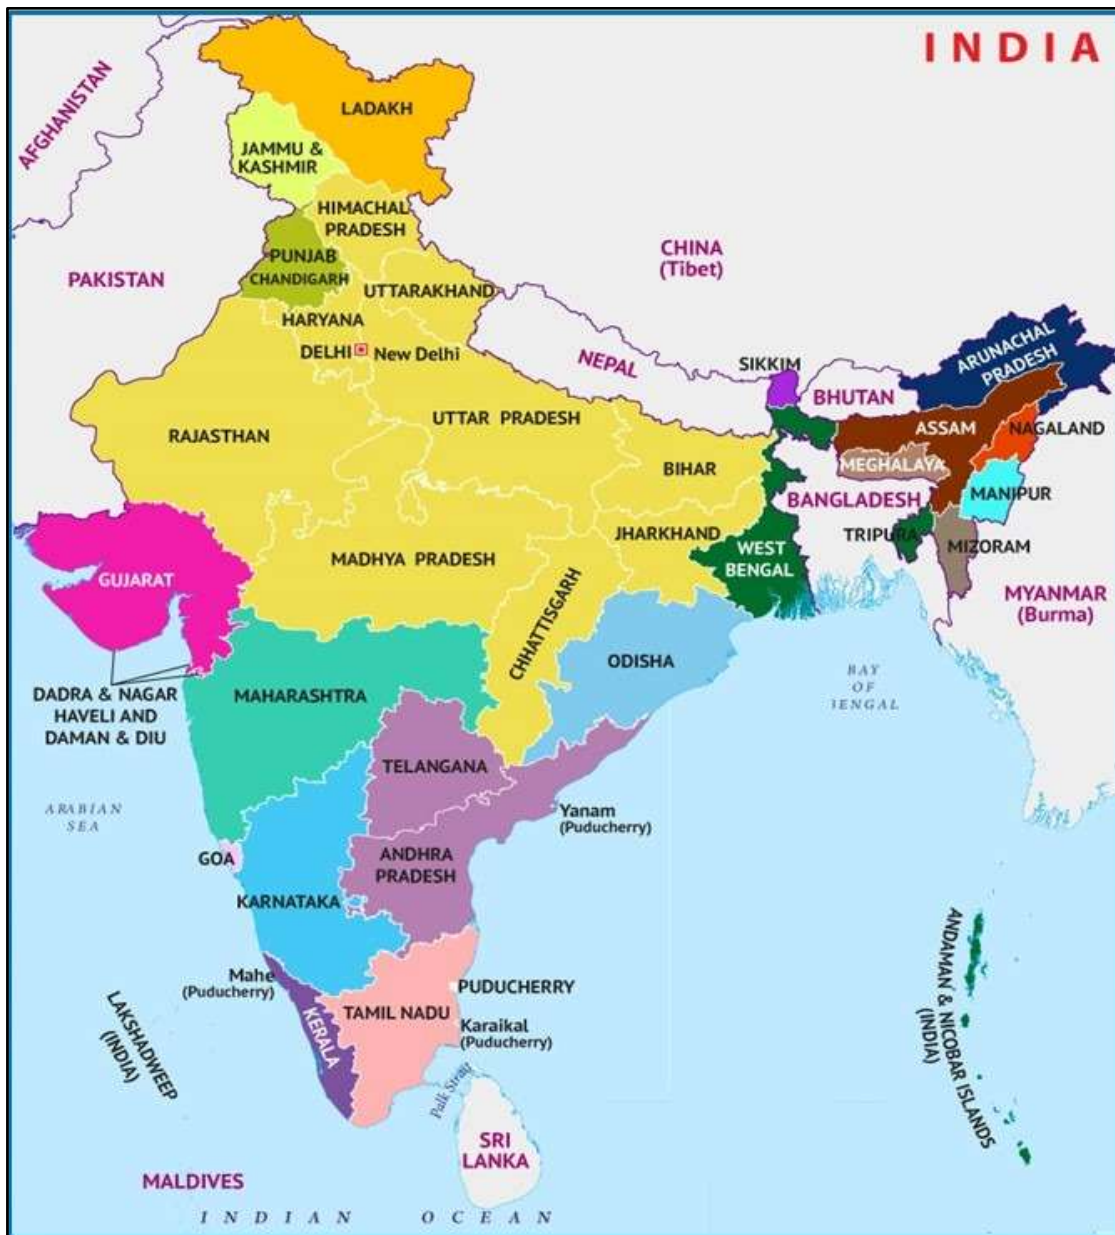 INDIA
AFGHANISTAN
LADAKH
JAMMU &
KASHMIR
HIMACHAL
PRADESH
PUNJAB
CHANDIGARH
PAKISTAN
CHINA
(Tibet)
UTTARAKHAND
HARYANA
DELHI
New Delhi
NEPAL
SIKKIM
BHUTAN
ARUNACHAL
PRADESH
RAJASTHAN
UTTAR PRADESH
BIHAR
ASSAM
NAGALAND
MEGHALAYA
BANGLADESH
MANIPUR
JHARKHAND
TRIPURA
MIZORAM
MADHYA PRADESH
WEST
BENGAL
GUJARAT
MYANMAR
(Burma)
CHHATTISGARH
ODISHA
DADRA & NAGAR
HAVELI AND
DAMAN & DIU
MAHARASHTRA
BAY
OF
BENGAL
TELANGANA
ARABIAN
SEA
Yanam
(Puducherry)
GOA
ANDHRA
PRADESH
KARNATAKA
Mahe
(Puducherry)
PUDUCHERRY
TAMIL NADU
KERALA
Karaikal
(Puducherry)
LAKSHADWEEP
(INDIA)
ANDAMAN & NICOBAR ISLANDS
(INDIA)
Palk Strait
SRI
LANKA
MALDIVES
INDIAN OCEAN